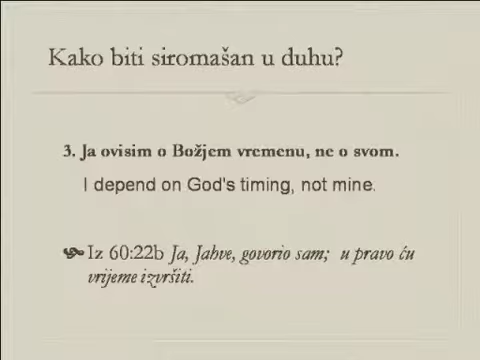 Kako biti siromašan u duhu?
3. Ja ovisim o Božjem vremenu, ne o svom.
I depend on God's timing, not mine.
Iz 60:22b Ja, Jahve, govorio sam; u pravo ću
vrijeme izvršiti.